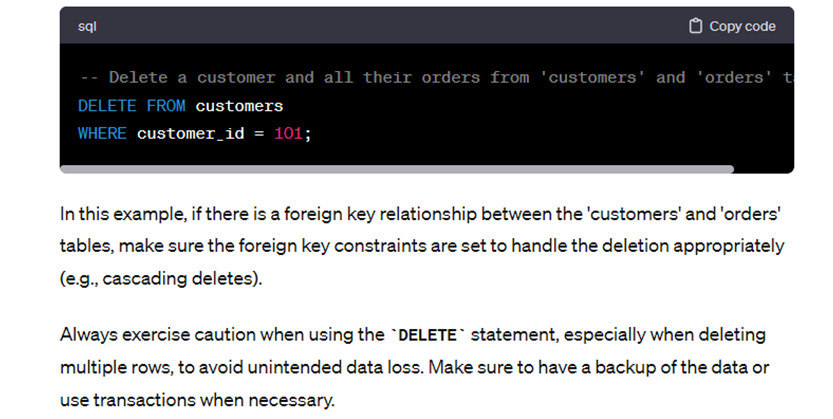 sql Copy code
-- Delete a customer and all their orders from 'customers' and 'orders' t
DELETE FROM customers
WHERE customer_id = 101;
In this example, if there is a foreign key relationship between the 'customers' and 'orders'
tables, make sure the foreign key constraints are set to handle the deletion appropriately
(e.g., cascading deletes).
Always exercise caution when using the `DELETE` statement, especially when deleting
multiple rows, to avoid unintended data loss. Make sure to have a backup of the data or
use transactions when necessary.